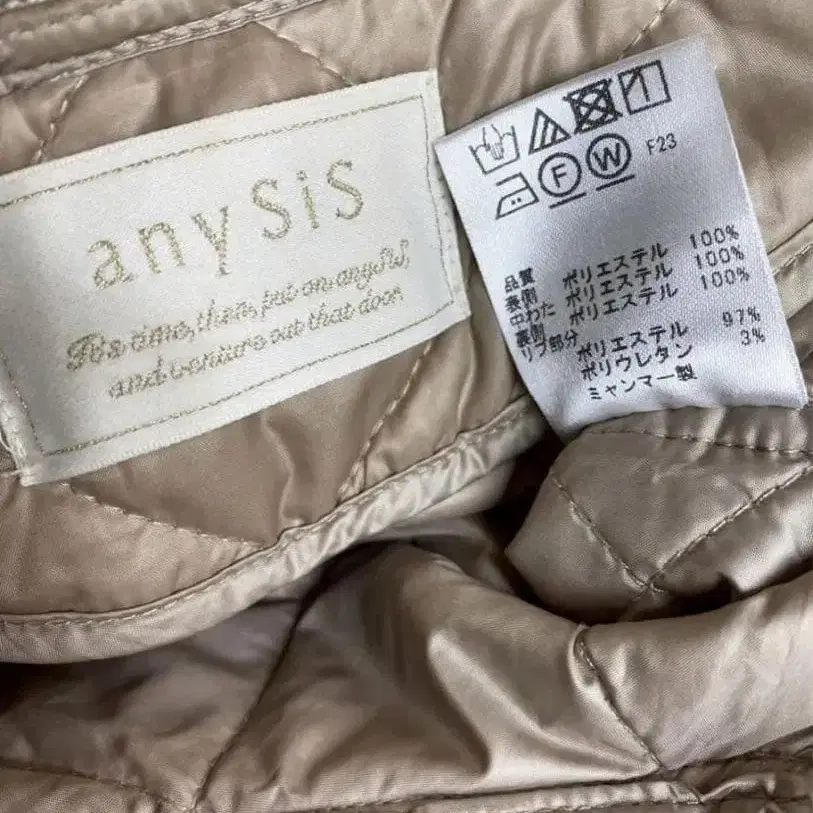 any SiS
It's time, then, put on anySiS,
and venture out that door.
F W F23
品質
表側 ポリエステル 100%
中わた ポリエステル 100%
裏側 ポリエステル 100%
リブ部分
ポリエステル 97%
ポリウレタン 3%
ミャンマー製